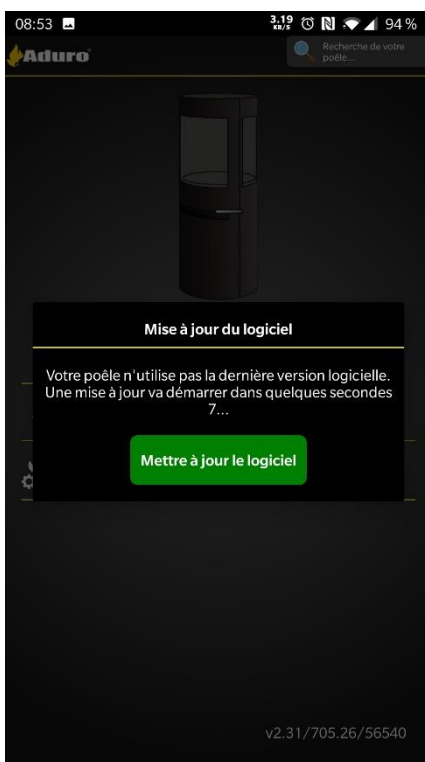 08:53
3.19
KB/S
94 %
Aduro
Recherche de votre
poêle...
Mise à jour du logiciel
Votre poêle n'utilise pas la dernière version logicielle.
Une mise à jour va démarrer dans quelques secondes
7...
Mettre à jour le logiciel
v2.31/705.26/56540